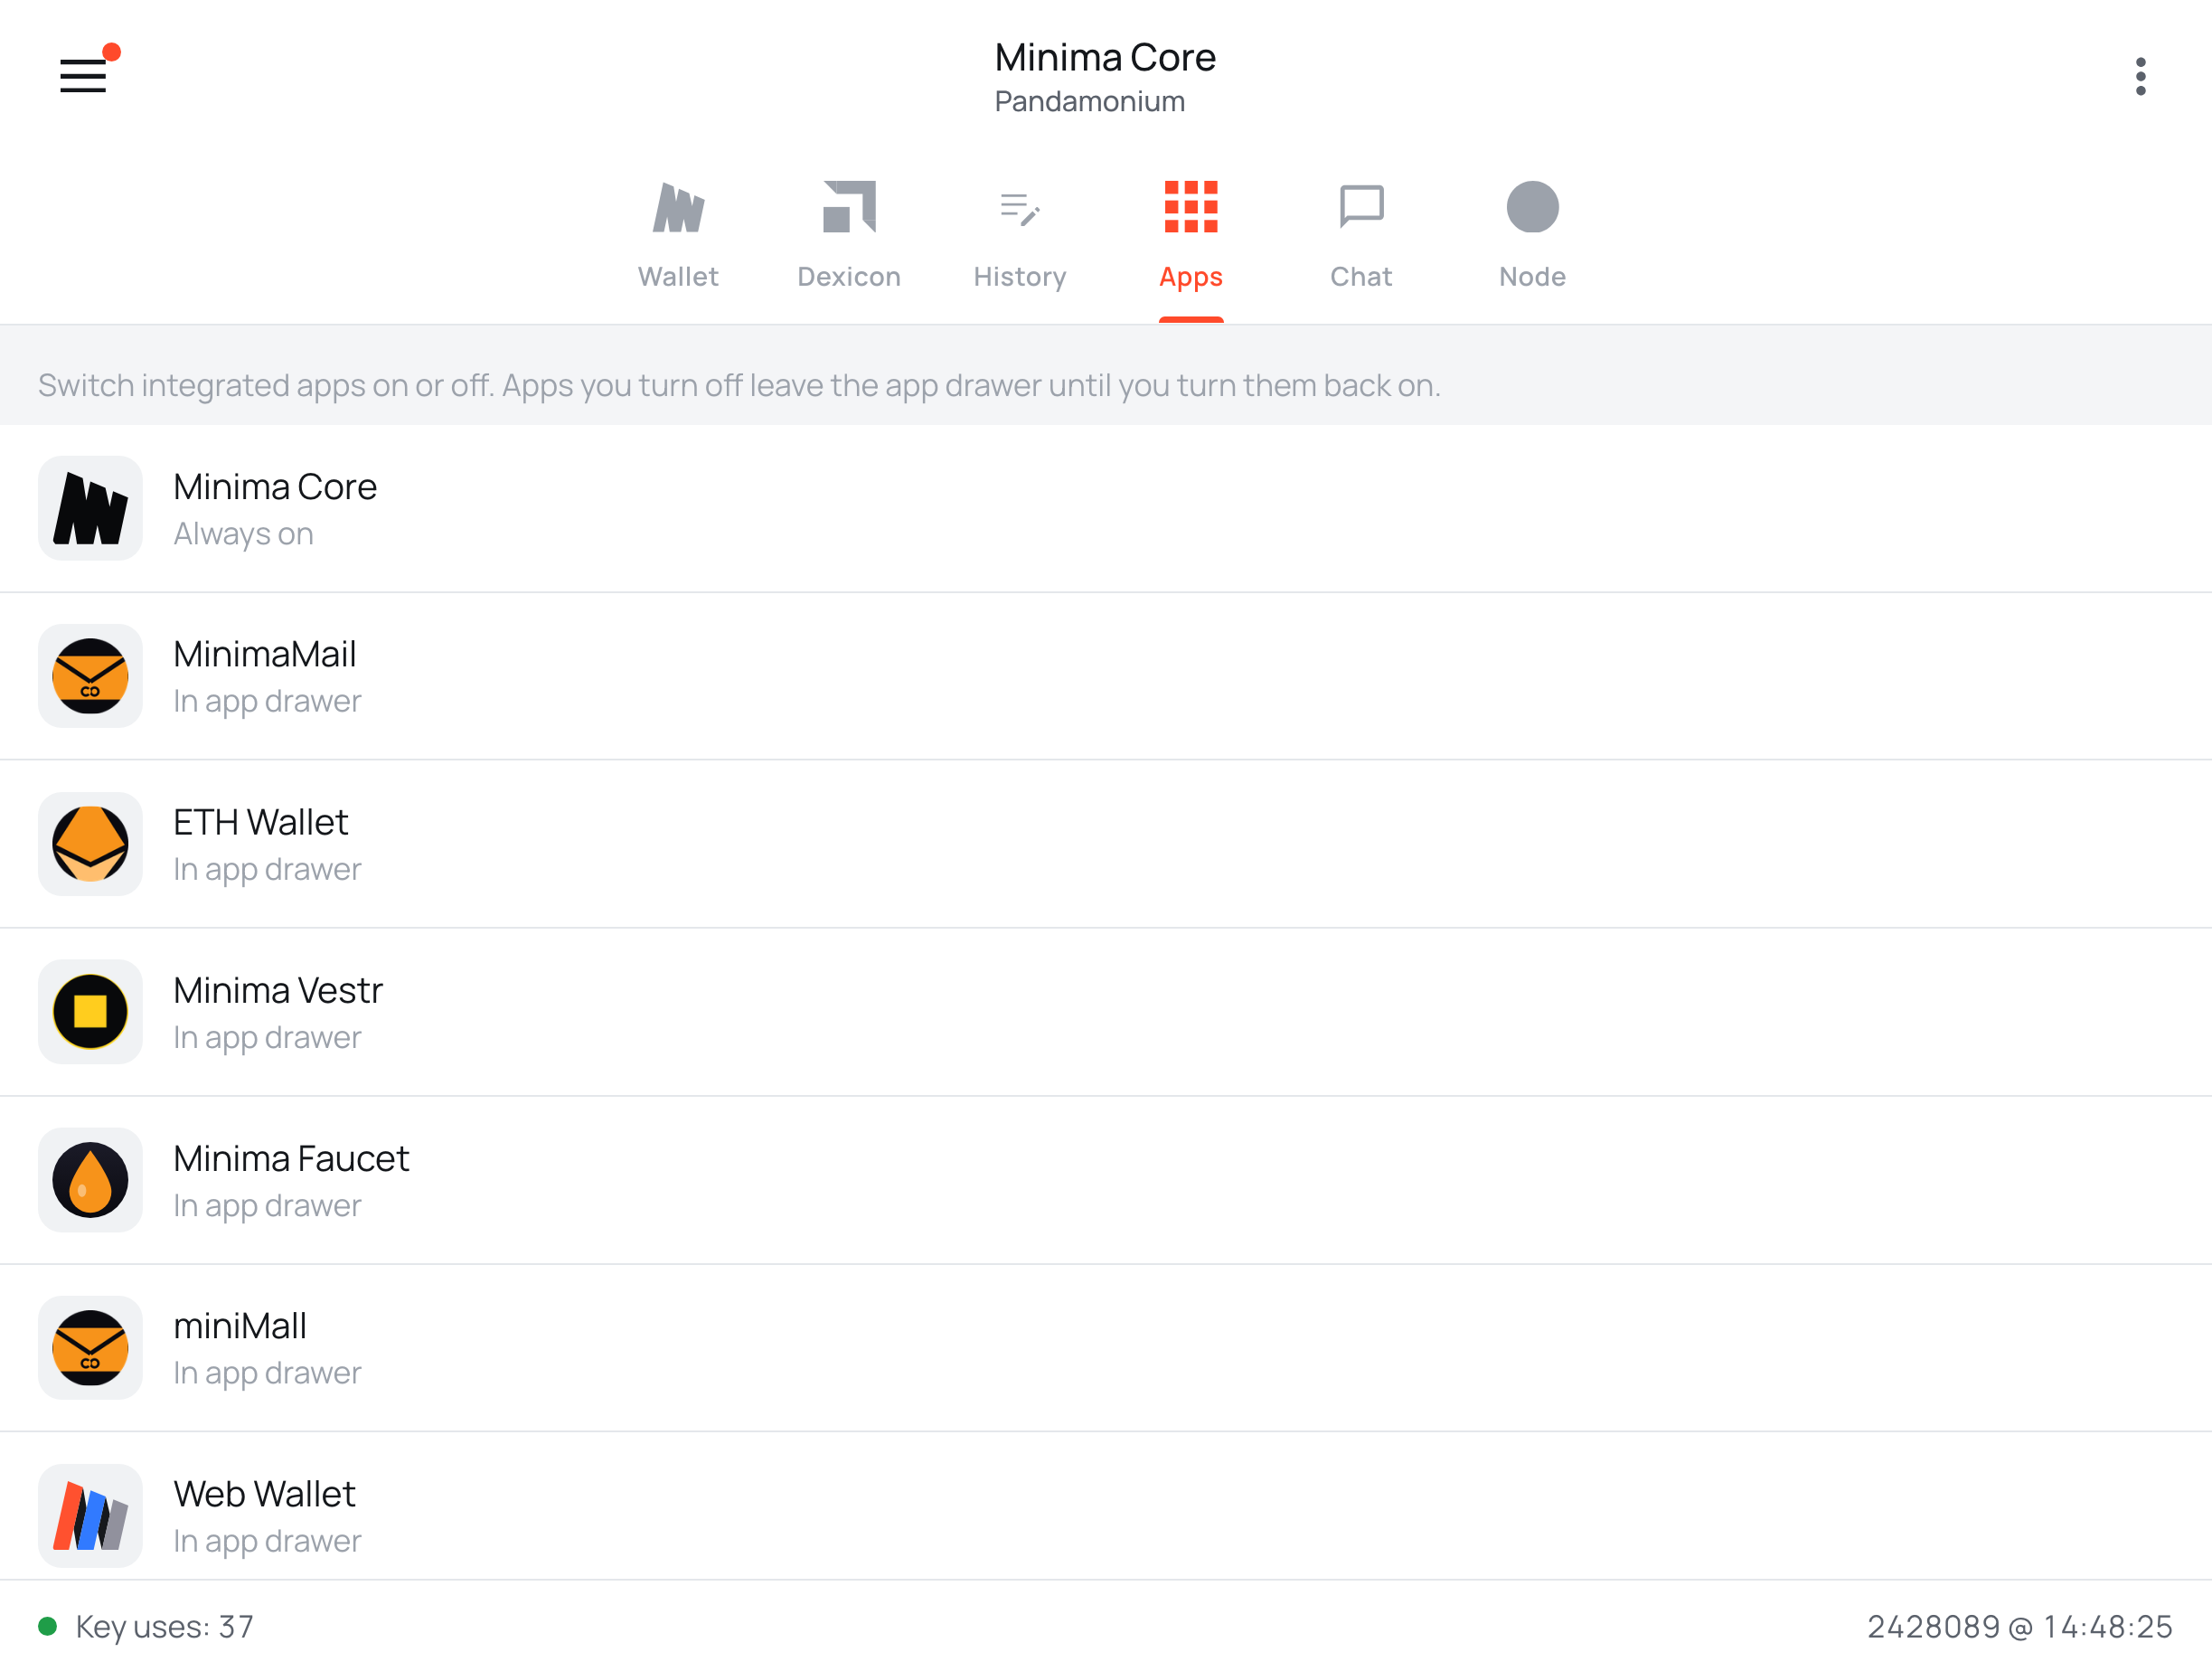 Minima Core
Pandamonium
Wallet
Dexicon
History
Apps
Chat
Node
Switch integrated apps on or off. Apps you turn off leave the app drawer until you turn them back on.
Minima Core
Always on
MinimaMail
In app drawer
ETH Wallet
In app drawer
Minima Vestr
In app drawer
Minima Faucet
In app drawer
miniMall
In app drawer
Web Wallet
In app drawer
Key uses: 37
2428089 @ 14:48:25